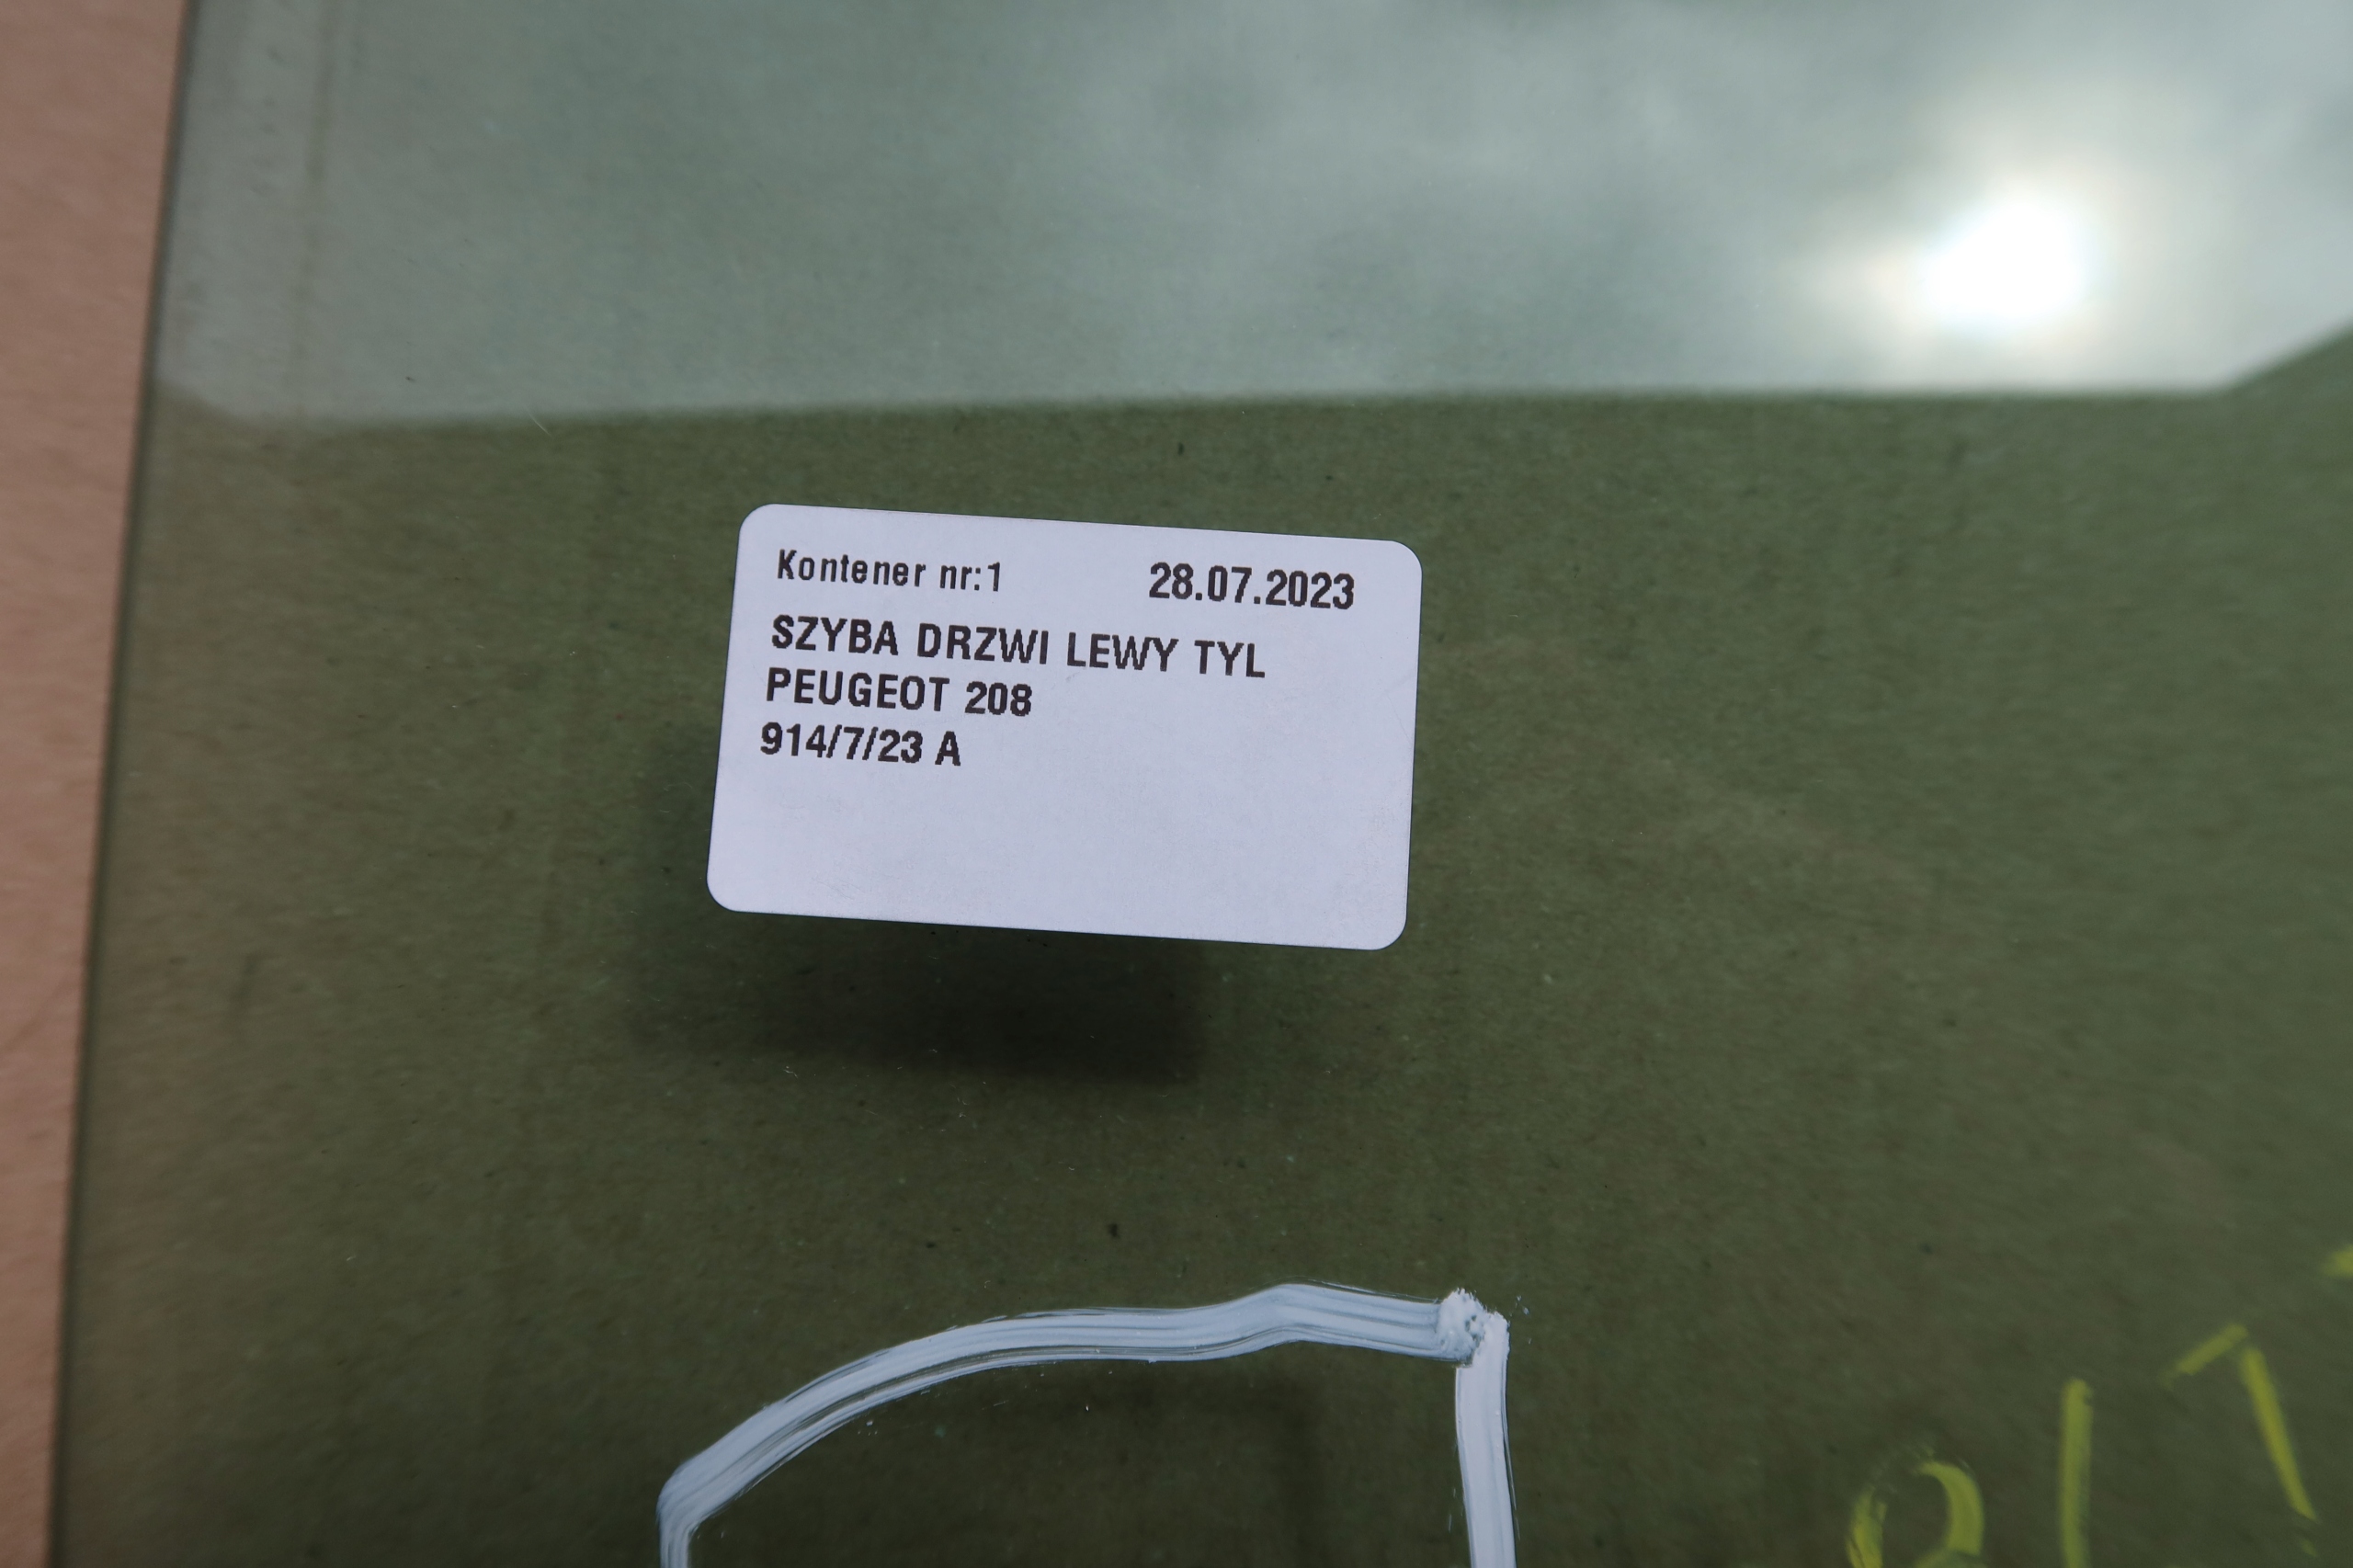 Kontener nr:1 28.07.2023
SZYBA DRZWI LEWY TYL
PEUGEOT 208
914/7/23 A